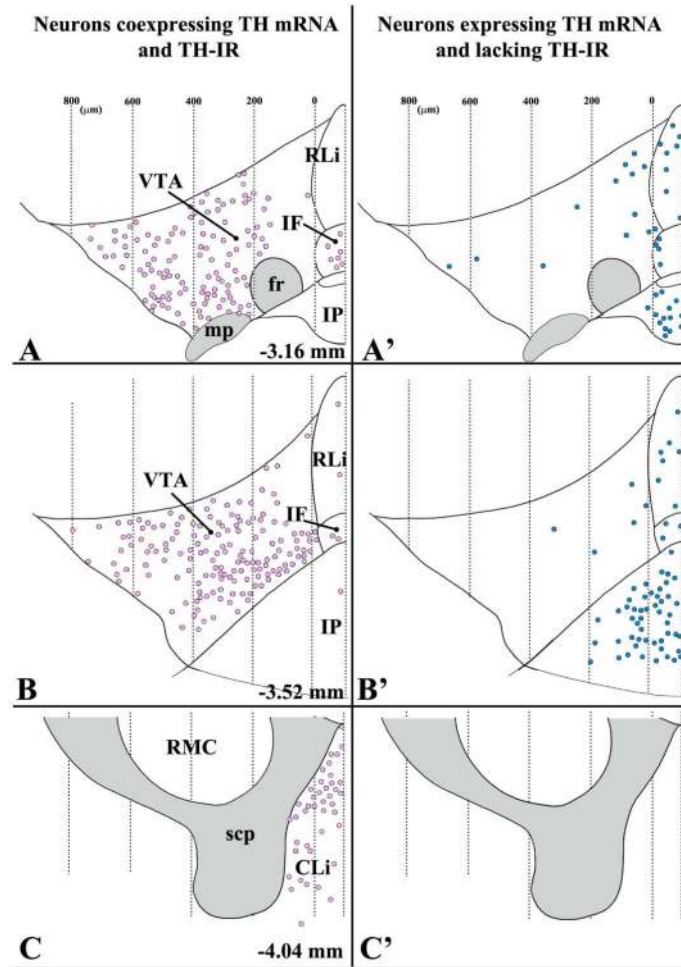 Neurons coexpressing TH mRNA
and TH-IR
Neurons expressing TH mRNA
and lacking TH-IR
800 600 400 200 0
(μm)
RLi
VTA
IF
fr
mp
IP
A
-3.16 mm
800 600 400 200 0
(μm)
A'
RLi
VTA
IF
IP
B
-3.52 mm
B'
RMC
scp
CLi
C
-4.04 mm
C'